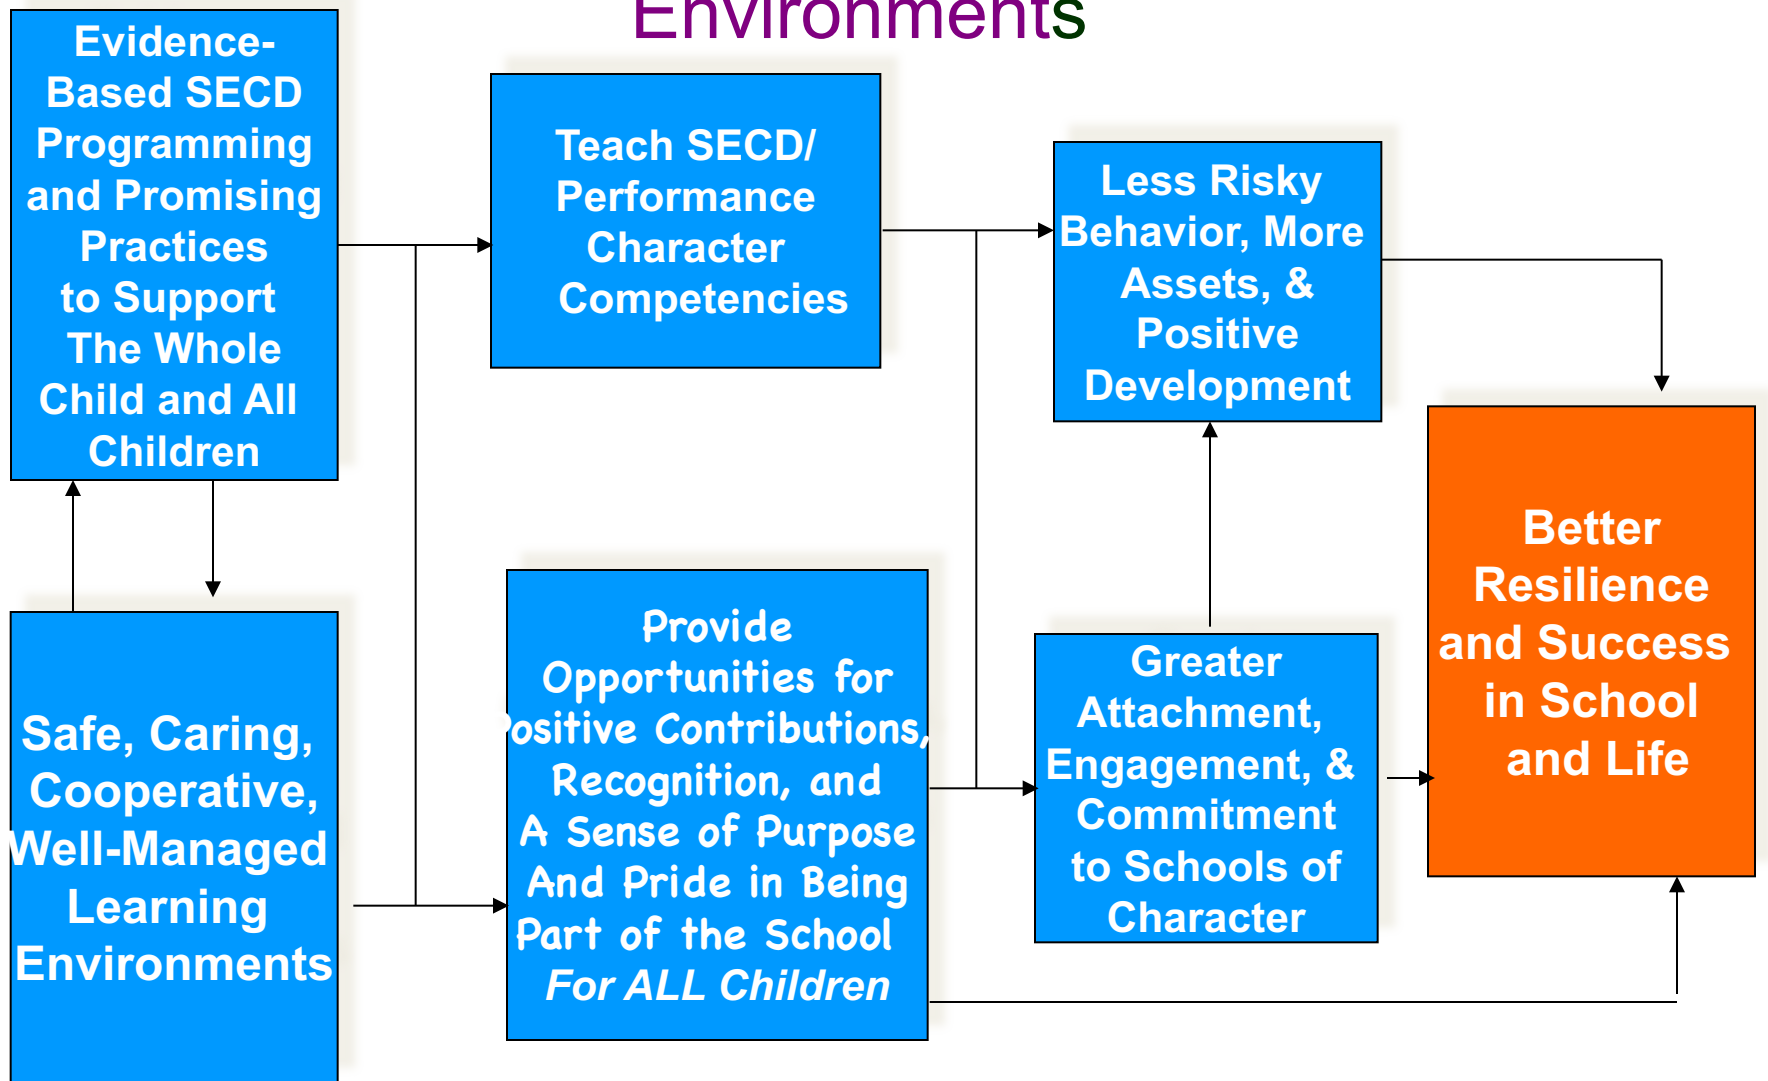 Environments
Evidence-
Based SECD
Programming
and Promising
Practices
to Support
The Whole
Child and All
Children
Teach SECD/
Performance
Character
Competencies
Less Risky
Behavior, More
Assets, &
Positive
Development
Safe, Caring,
Cooperative,
Well-Managed
Learning
Environments
Provide
Opportunities for
Positive Contributions,
Recognition, and
A Sense of Purpose
And Pride in Being
Part of the School
For ALL Children
Greater
Attachment,
Engagement, &
Commitment
to Schools of
Character
Better
Resilience
and Success
in School
and Life